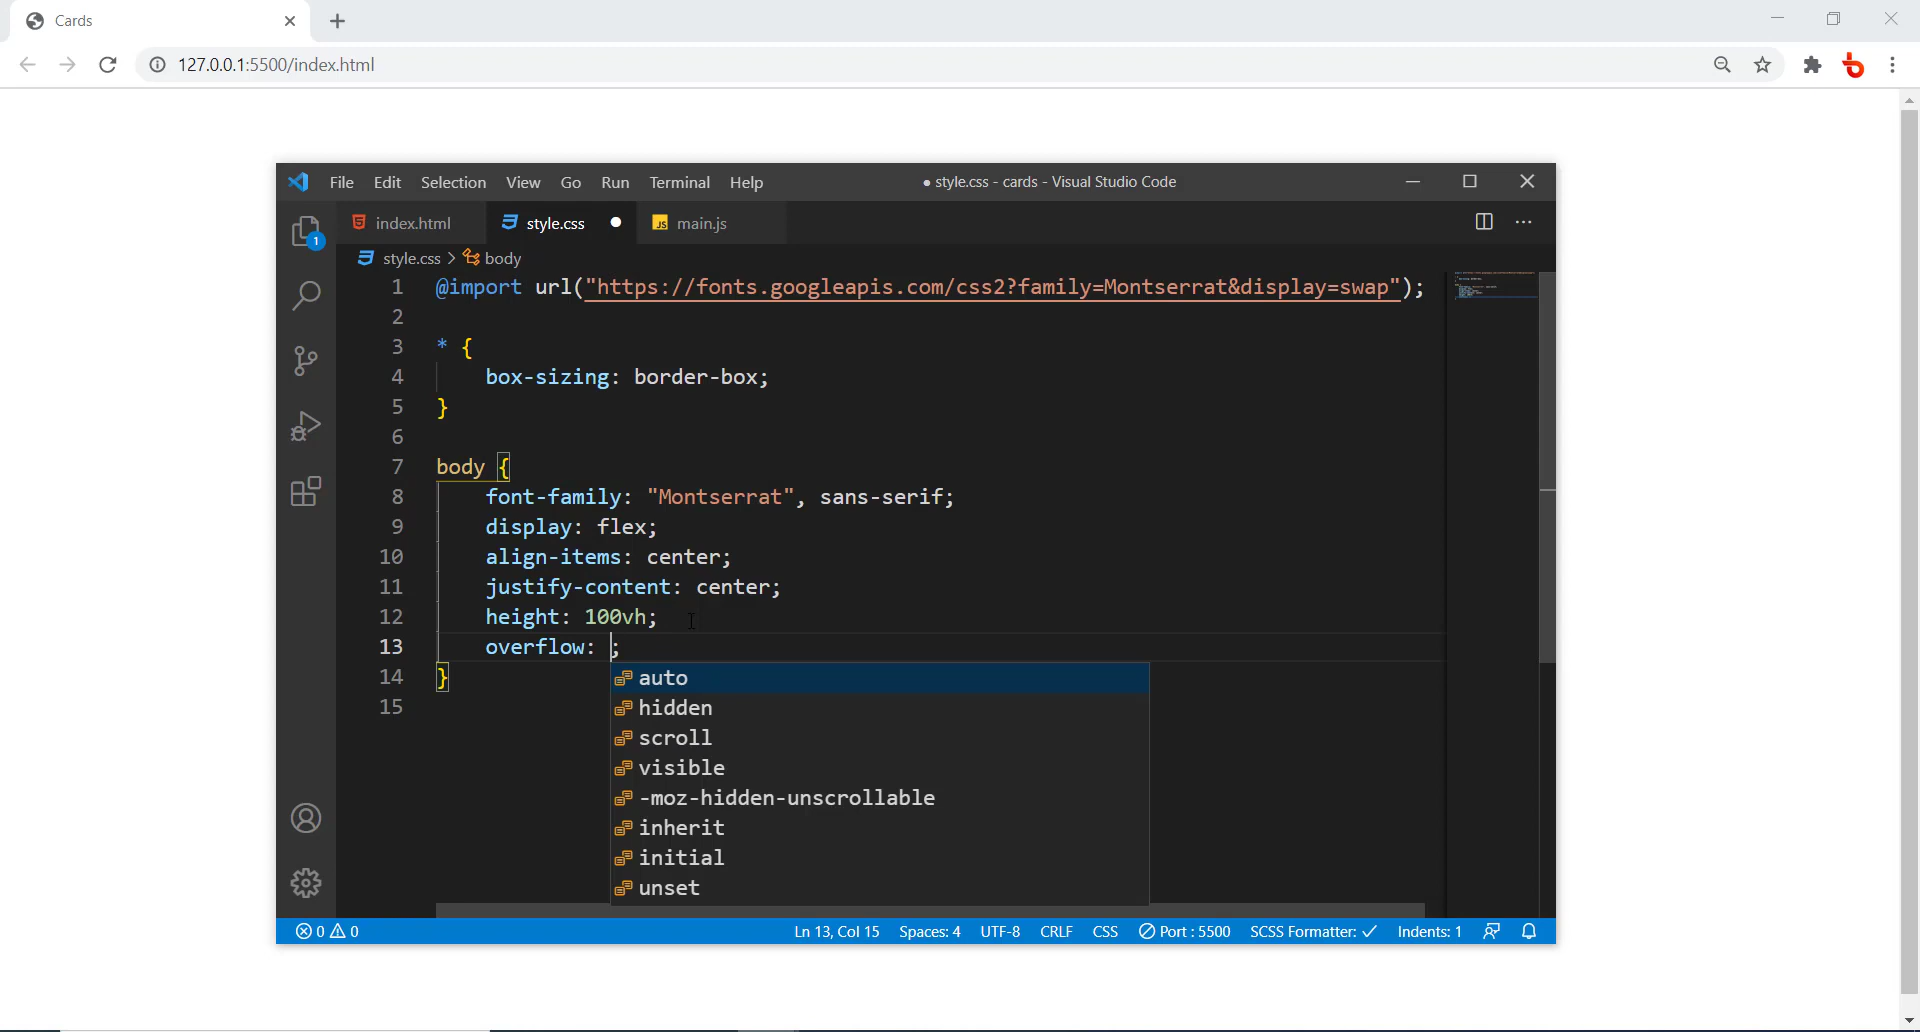 Cards
127.0.0.1:5500/index.html
File Edit Selection View Go Run Terminal Help
● style.css - cards - Visual Studio Code
1
index.html
style.css ●
JS main.js
style.css > body
1 @import url("https://fonts.googleapis.com/css2?family=Montserrat&display=swap");
2
3 * {
4 box-sizing: border-box;
5 }
6
7 body {
8 font-family: "Montserrat", sans-serif;
9 display: flex;
10 align-items: center;
11 justify-content: center;
12 height: 100vh;
13 overflow: ;
14 }
15
auto
hidden
scroll
visible
-moz-hidden-unscrollable
inherit
initial
unset
0 0 Ln 13, Col 15 Spaces: 4 UTF-8 CRLF CSS Port : 5500 SCSS Formatter: ✓ Indents: 1